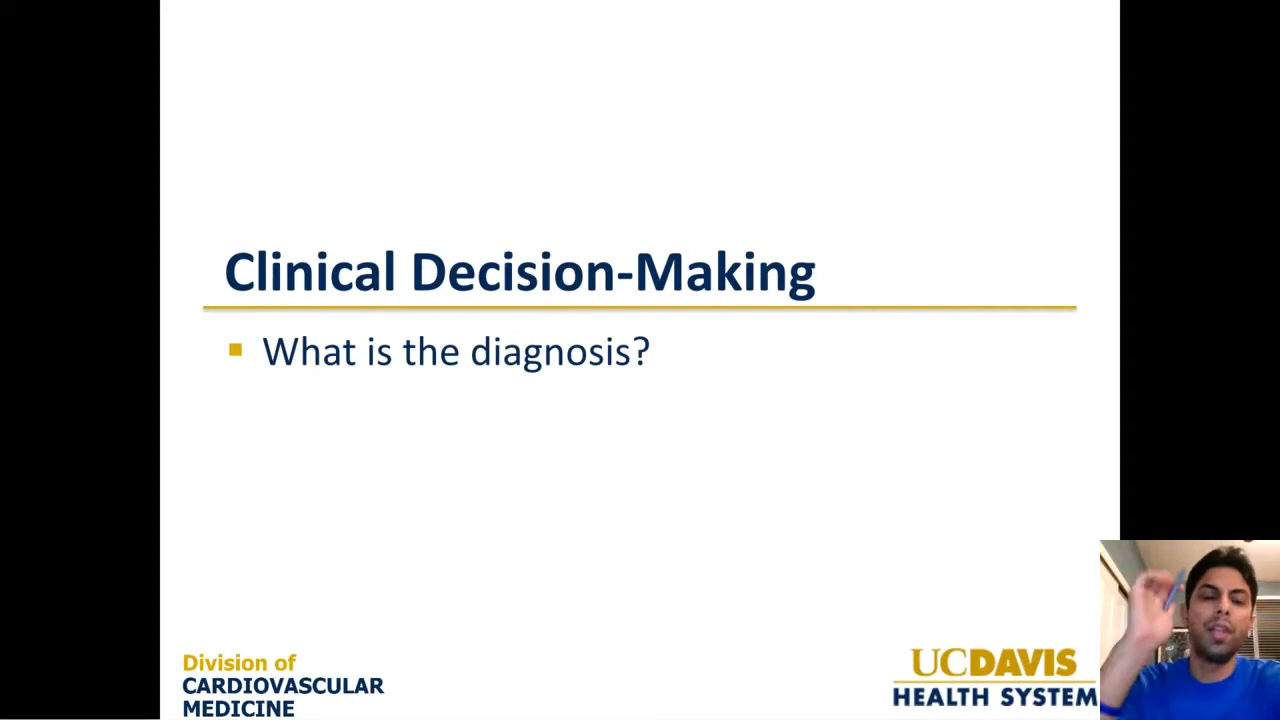 Clinical Decision-Making
What is the diagnosis?
Division of
CARDIOVASCULAR
MEDICINE
UCDAVIS
HEALTH SYSTEM